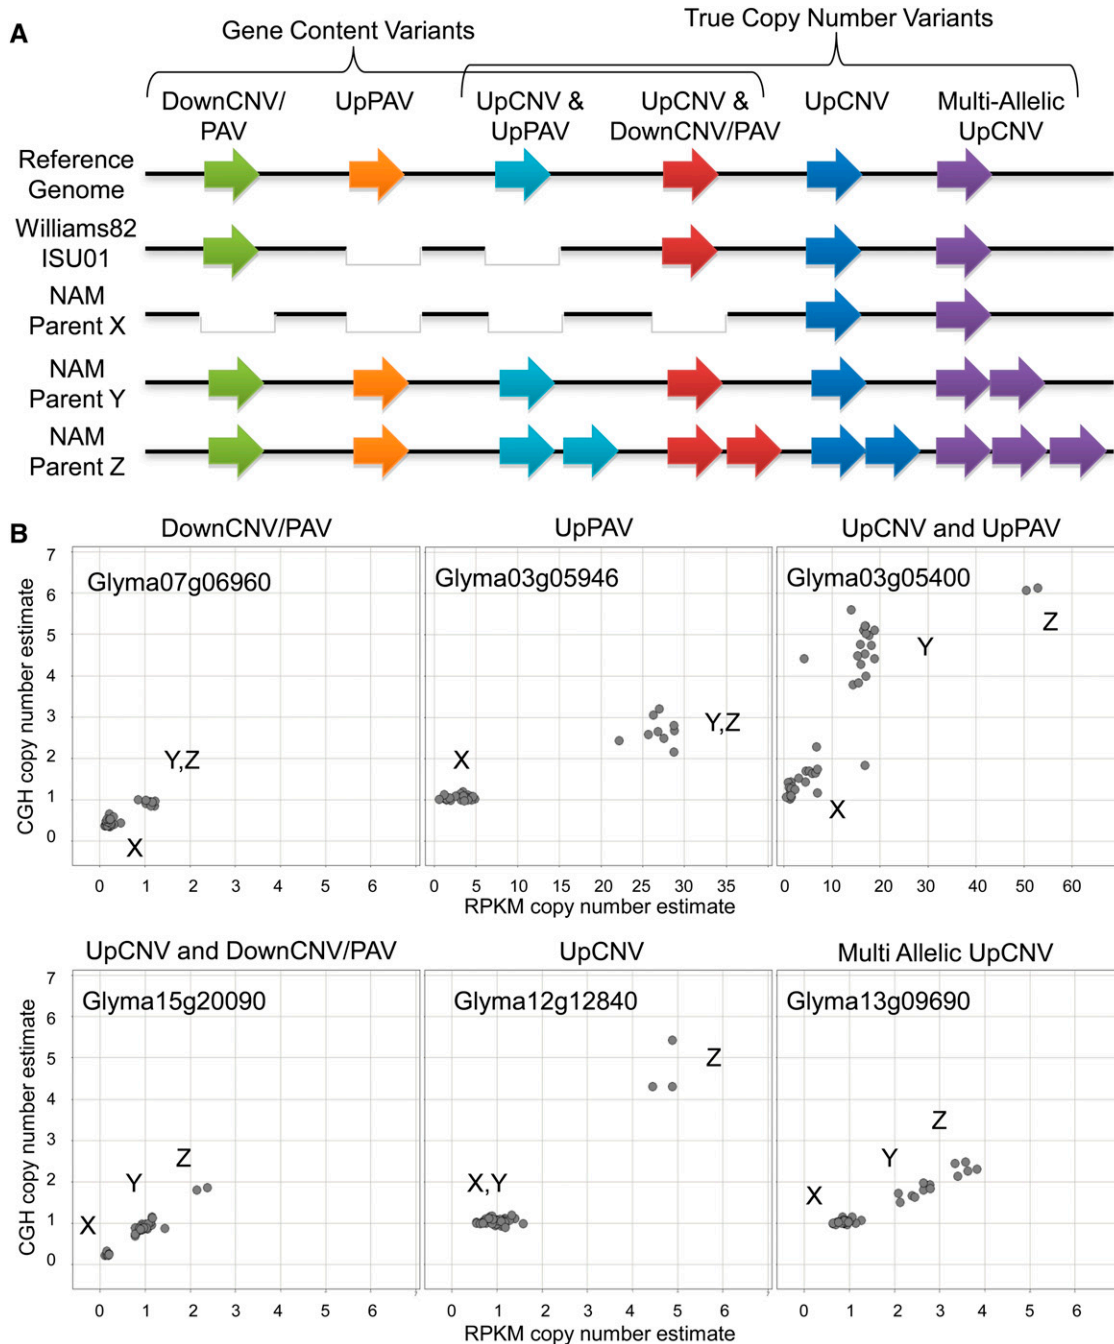 A
Gene Content Variants
True Copy Number Variants
DownCNV/
PAV
UpPAV
UpCNV &
UpPAV
UpCNV &
DownCNV/PAV
UpCNV
Multi-Allelic
UpCNV
Reference
Genome
Williams82
ISU01
NAM
Parent X
NAM
Parent Y
NAM
Parent Z
B
DownCNV/PAV
UpPAV
UpCNV and UpPAV
CGH copy number estimate
7
6
5
4
3
2
1
0
Glyma07g06960
Y,Z
X
0 1 2 3 4 5 6
Glyma03g05946
X
Y,Z
0 5 10 15 20 25 30 35
Glyma03g05400
Z
Y
X
0 10 20 30 40 50 60
RPKM copy number estimate
UpCNV and DownCNV/PAV
UpCNV
Multi Allelic UpCNV
CGH copy number estimate
7
6
5
4
3
2
1
0
Glyma15g20090
Z
Y
X
0 1 2 3 4 5 6
Glyma12g12840
Z
X,Y
0 1 2 3 4 5 6
Glyma13g09690
Z
Y
X
0 1 2 3 4 5 6
RPKM copy number estimate